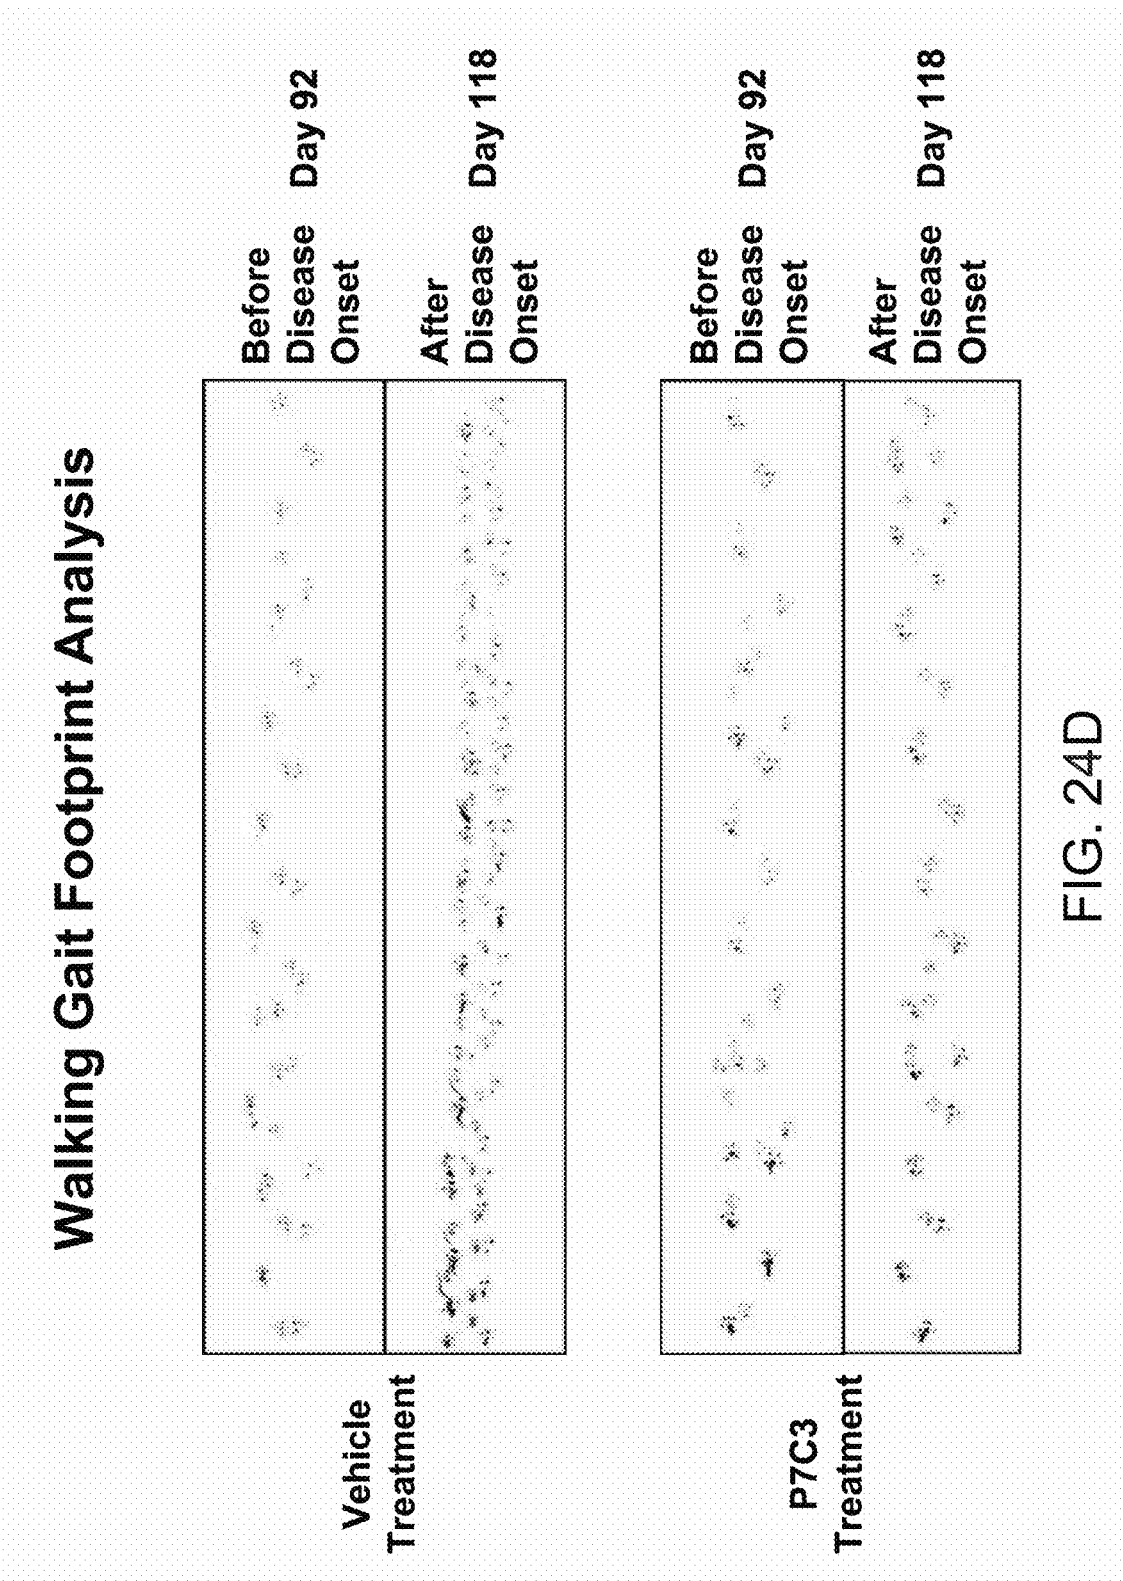 Walking Gait Footprint Analysis
Vehicle
Treatment
Before
Disease Day 92
Onset
After
Disease Day 118
Onset
P7C3
Treatment
Before
Disease Day 92
Onset
After
Disease Day 118
Onset
FIG. 24D